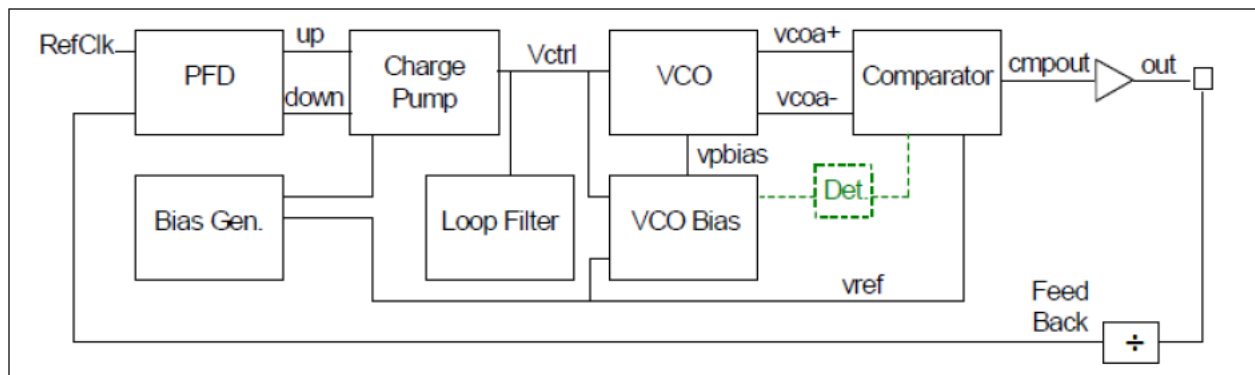 RefClk
PFD
up
down
Charge
Pump
Vctrl
VCO
vcoa+
vcoa-
Comparator
cmpout
out
vpbias
Bias Gen.
Loop Filter
VCO Bias
Det.
vref
Feed
Back
÷